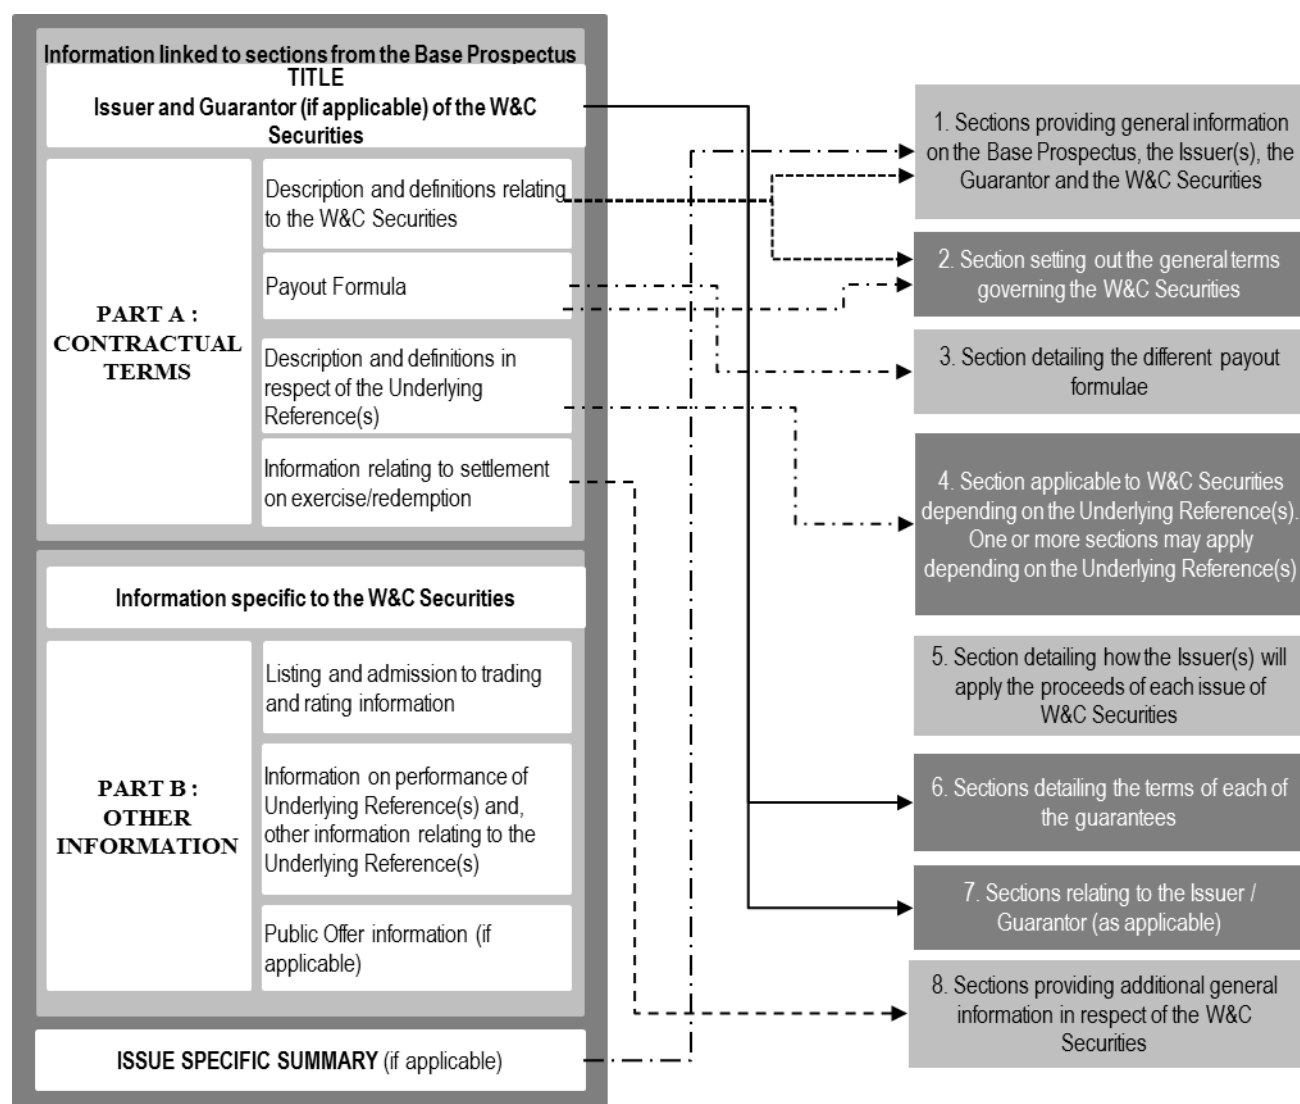 Information linked to sections from the Base Prospectus
TITLE
Issuer and Guarantor (if applicable) of the W&C
Securities
PART A :
CONTRACTUAL
TERMS
Description and definitions relating
to the W&C Securities
Payout Formula
Description and definitions in
respect of the Underlying
Reference(s)
Information relating to settlement
on exercise/redemption
Information specific to the W&C Securities
PART B :
OTHER
INFORMATION
Listing and admission to trading
and rating information
Information on performance of
Underlying Reference(s) and,
other information relating to the
Underlying Reference(s)
Public Offer information (if
applicable)
ISSUE SPECIFIC SUMMARY (if applicable)
1. Sections providing general information
on the Base Prospectus, the Issuer(s), the
Guarantor and the W&C Securities
2. Section setting out the general terms
governing the W&C Securities
3. Section detailing the different payout
formulae
4. Section applicable to W&C Securities
depending on the Underlying Reference(s).
One or more sections may apply
depending on the Underlying Reference(s)
5. Section detailing how the Issuer(s) will
apply the proceeds of each issue of
W&C Securities
6. Sections detailing the terms of each of
the guarantees
7. Sections relating to the Issuer /
Guarantor (as applicable)
8. Sections providing additional general
information in respect of the W&C
Securities